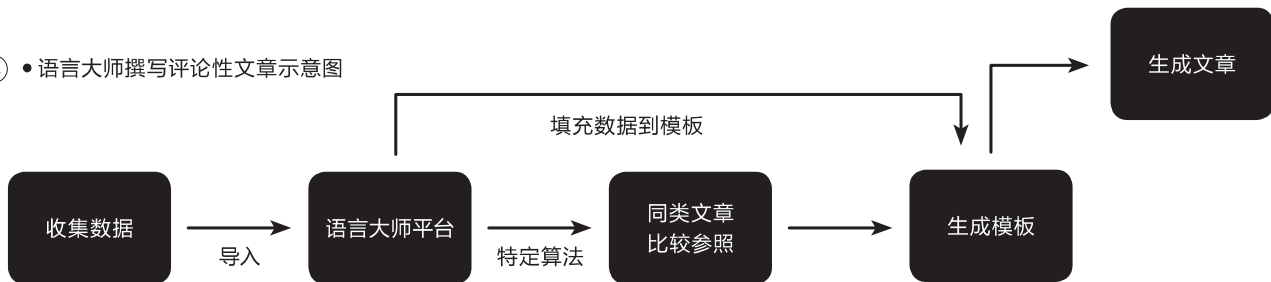 • 语言大师撰写评论性文章示意图
生成文章
填充数据到模板
收集数据
导入
语言大师平台
特定算法
同类文章
比较参照
生成模板